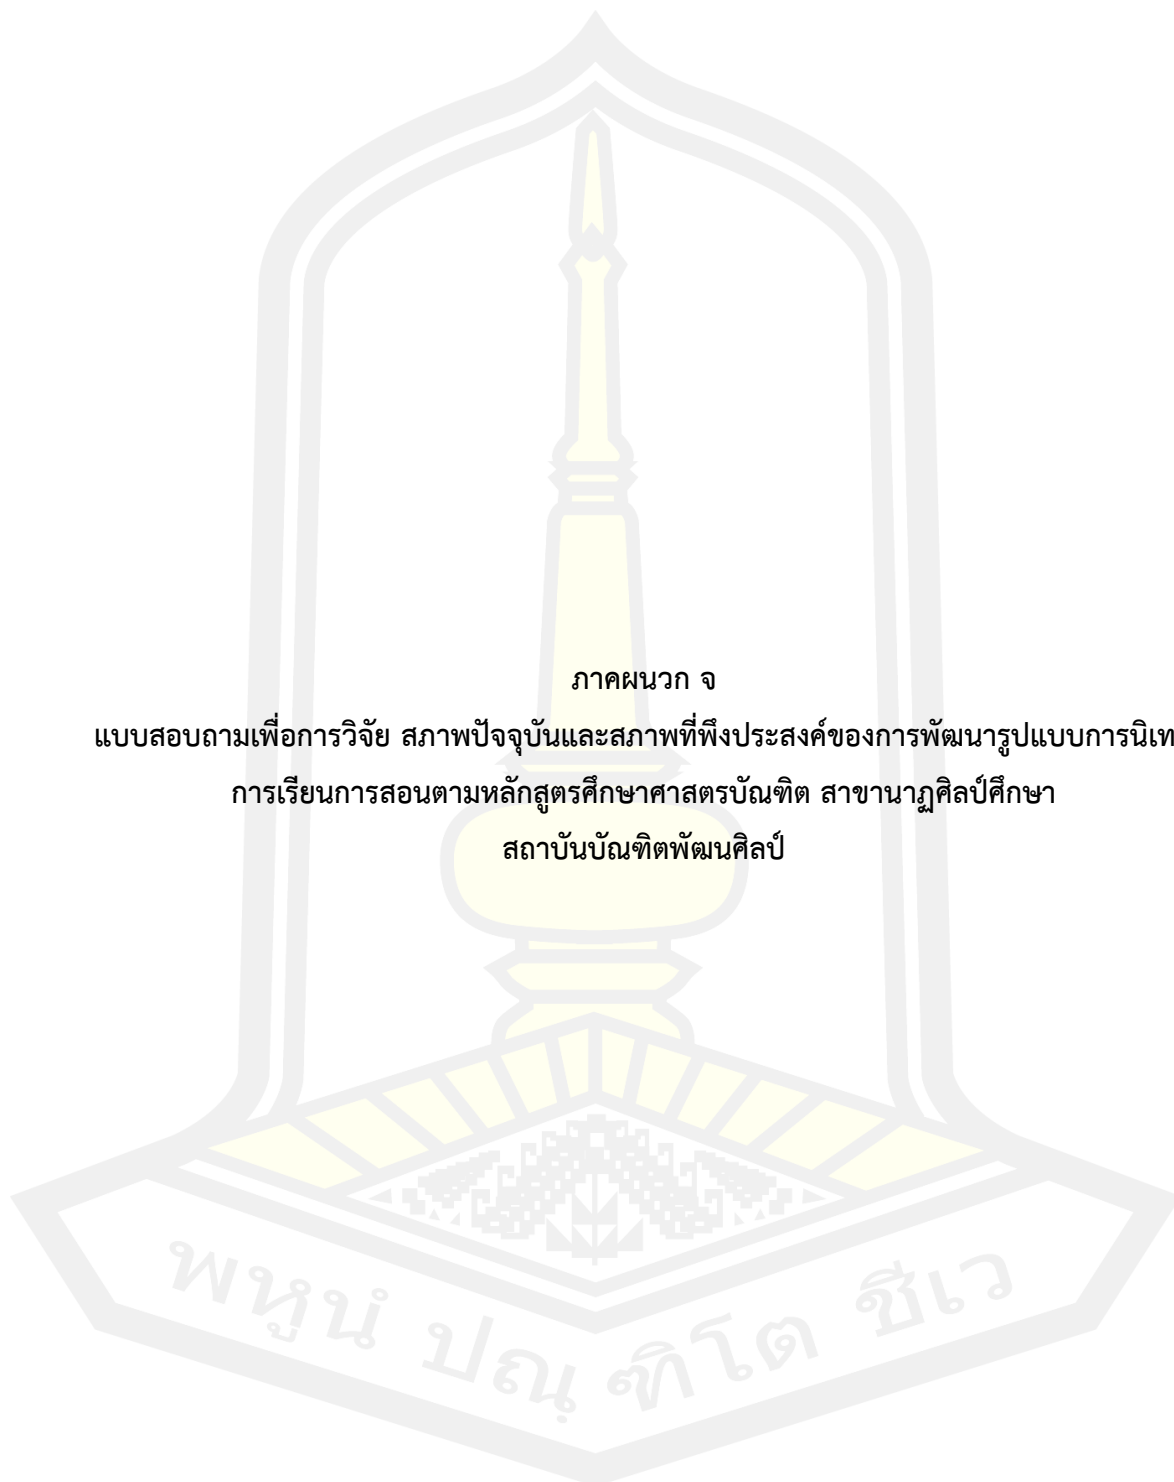 ภาคผนวก จ
แบบสอบถามเพื่อการวิจัย สภาพปัจจุบันและสภาพที่พึงประสงค์ของการพัฒนารูปแบบการนิเท
การเรียนการสอนตามหลักสูตรศึกษาศาสตรบัณฑิต สาขานาฏศิลป์ศึกษา
สถาบันบัณฑิตพัฒนศิลป์
พหูนํ ปณฺฑิโต ชีเว